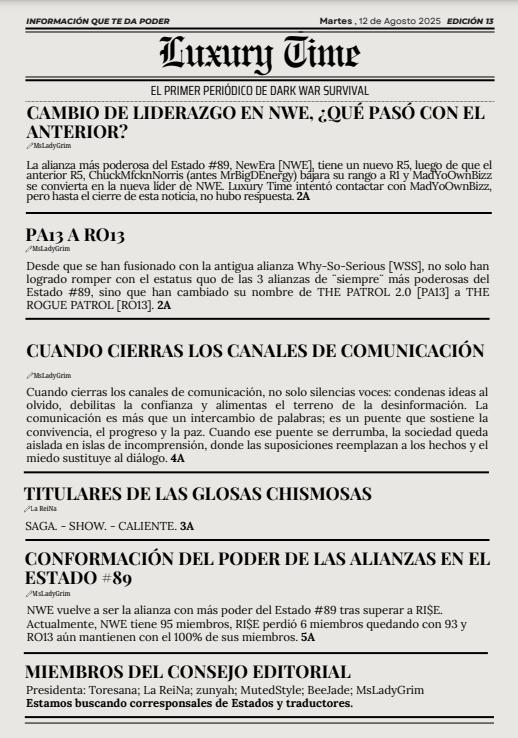 INFORMACIÓN QUE TE DA PODER
Martes , 12 de Agosto 2025 EDICIÓN 13
Luxury Time
EL PRIMER PERIÓDICO DE DARK WAR SURVIVAL
CAMBIO DE LIDERAZGO EN NWE, ¿QUÉ PASÓ CON EL
ANTERIOR?
MsLadyGrim
La alianza más poderosa del Estado #89, NewEra [NWE], tiene un nuevo R5, luego de que el
anterior R5, ChuckMfcknNorris (antes MrBigDEnergy) bajara su rango a R1 y MadYoOwnBizz
se convierta en la nueva líder de NWE. Luxury Time intentó contactar con MadYoOwnBizz,
pero hasta el cierre de esta noticia, no hubo respuesta. 2A
PA13 A RO13
MsLadyGrim
Desde que se han fusionado con la antigua alianza Why-So-Serious [WSS], no solo han
logrado romper con el estatus quo de las 3 alianzas de ¨siempre¨ más poderosas del
Estado #89, sino que han cambiado su nombre de THE PATROL 2.0 [PA13] a THE
ROGUE PATROL [RO13]. 2A
CUANDO CIERRAS LOS CANALES DE COMUNICACIÓN
MsLadyGrim
Cuando cierras los canales de comunicación, no solo silencias voces: condenas ideas al
olvido, debilitas la confianza y alimentas el terreno de la desinformación. La
comunicación es más que un intercambio de palabras; es un puente que sostiene la
convivencia, el progreso y la paz. Cuando ese puente se derrumba, la sociedad queda
aislada en islas de incomprensión, donde las suposiciones reemplazan a los hechos y el
miedo sustituye al diálogo. 4A
TITULARES DE LAS GLOSAS CHISMOSAS
La ReiNa
SAGA. - SHOW. - CALIENTE. 3A
CONFORMACIÓN DEL PODER DE LAS ALIANZAS EN EL
ESTADO #89
MsLadyGrim
NWE vuelve a ser la alianza con más poder del Estado #89 tras superar a RI$E.
Actualmente, NWE tiene 95 miembros, RI$E perdió 6 miembros quedando con 93 y
RO13 aún mantienen con el 100% de sus miembros. 5A
MIEMBROS DEL CONSEJO EDITORIAL
Presidenta: Toresana; La ReiNa; zunyah; MutedStyle; BeeJade; MsLadyGrim
Estamos buscando corresponsales de Estados y traductores.